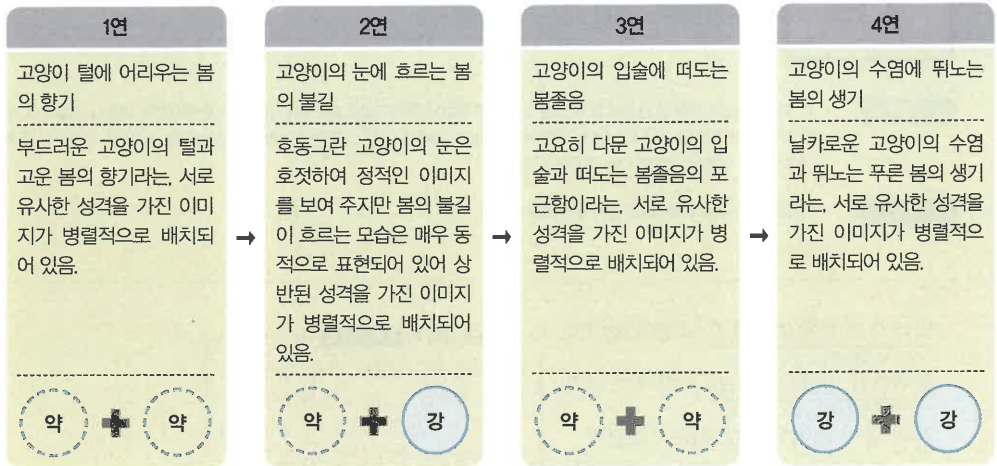 1연
고양이 털에 어리우는 봄
의 향기
부드러운 고양이의 털과
고운 봄의 향기라는, 서로
유사한 성격을 가진 이미
지가 병렬적으로 배치되
어 있음.
약 + 약
→
2연
고양이의 눈에 흐르는 봄
의 불길
호동그란 고양이의 눈은
호젓하여 정적인 이미지
를 보여 주지만 봄의 불길
이 흐르는 모습은 매우 동
적으로 표현되어 있어 상
반된 성격을 가진 이미지
가 병렬적으로 배치되어
있음.
약 + 강
→
3연
고양이의 입술에 떠도는
봄졸음
고요히 다문 고양이의 입
술과 떠도는 봄졸음의 포
근함이라는, 서로 유사한
성격을 가진 이미지가 병
렬적으로 배치되어 있음.
약 + 약
→
4연
고양이의 수염에 뛰노는
봄의 생기
날카로운 고양이의 수염
과 뛰노는 푸른 봄의 생기
라는, 서로 유사한 성격을
가진 이미지가 병렬적으
로 배치되어 있음.
강 + 강